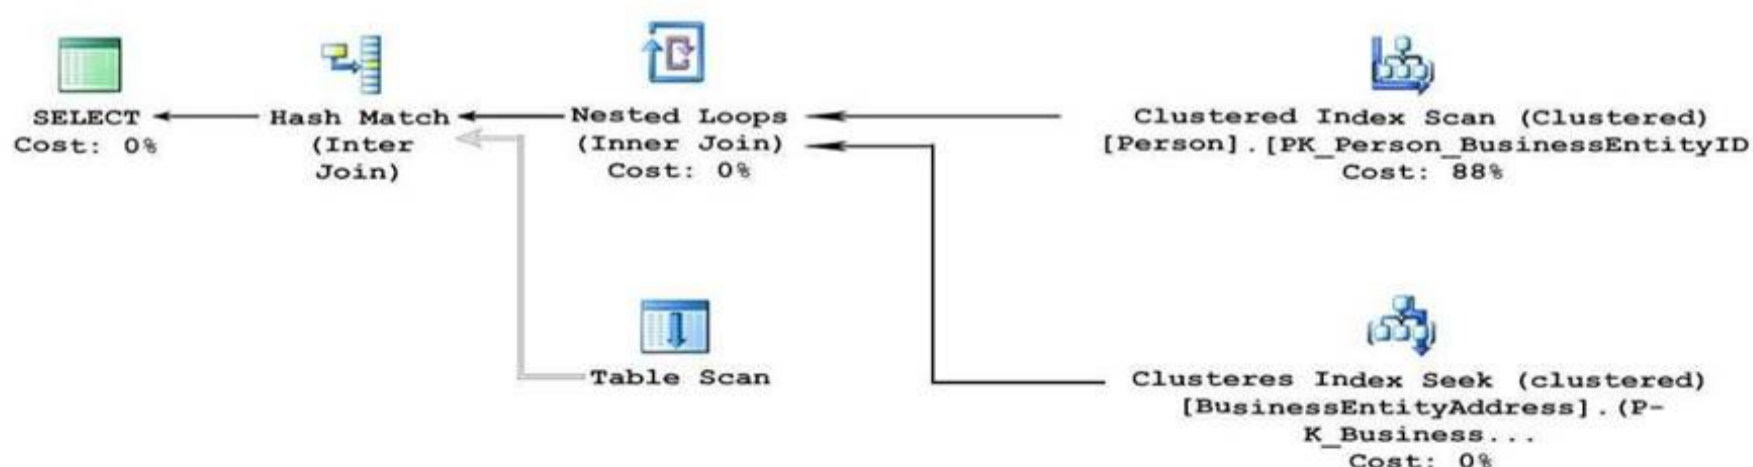 SELECT
Cost: 0%
Hash Match
(Inter
Join)
Nested Loops
(Inner Join)
Cost: 0%
Clustered Index Scan (Clustered)
[Person].[PK_Person_BusinessEntityID
Cost: 88%
Table Scan
Clusteres Index Seek (clustered)
[BusinessEntityAddress].(P-
K_Business...
Cost: 0%